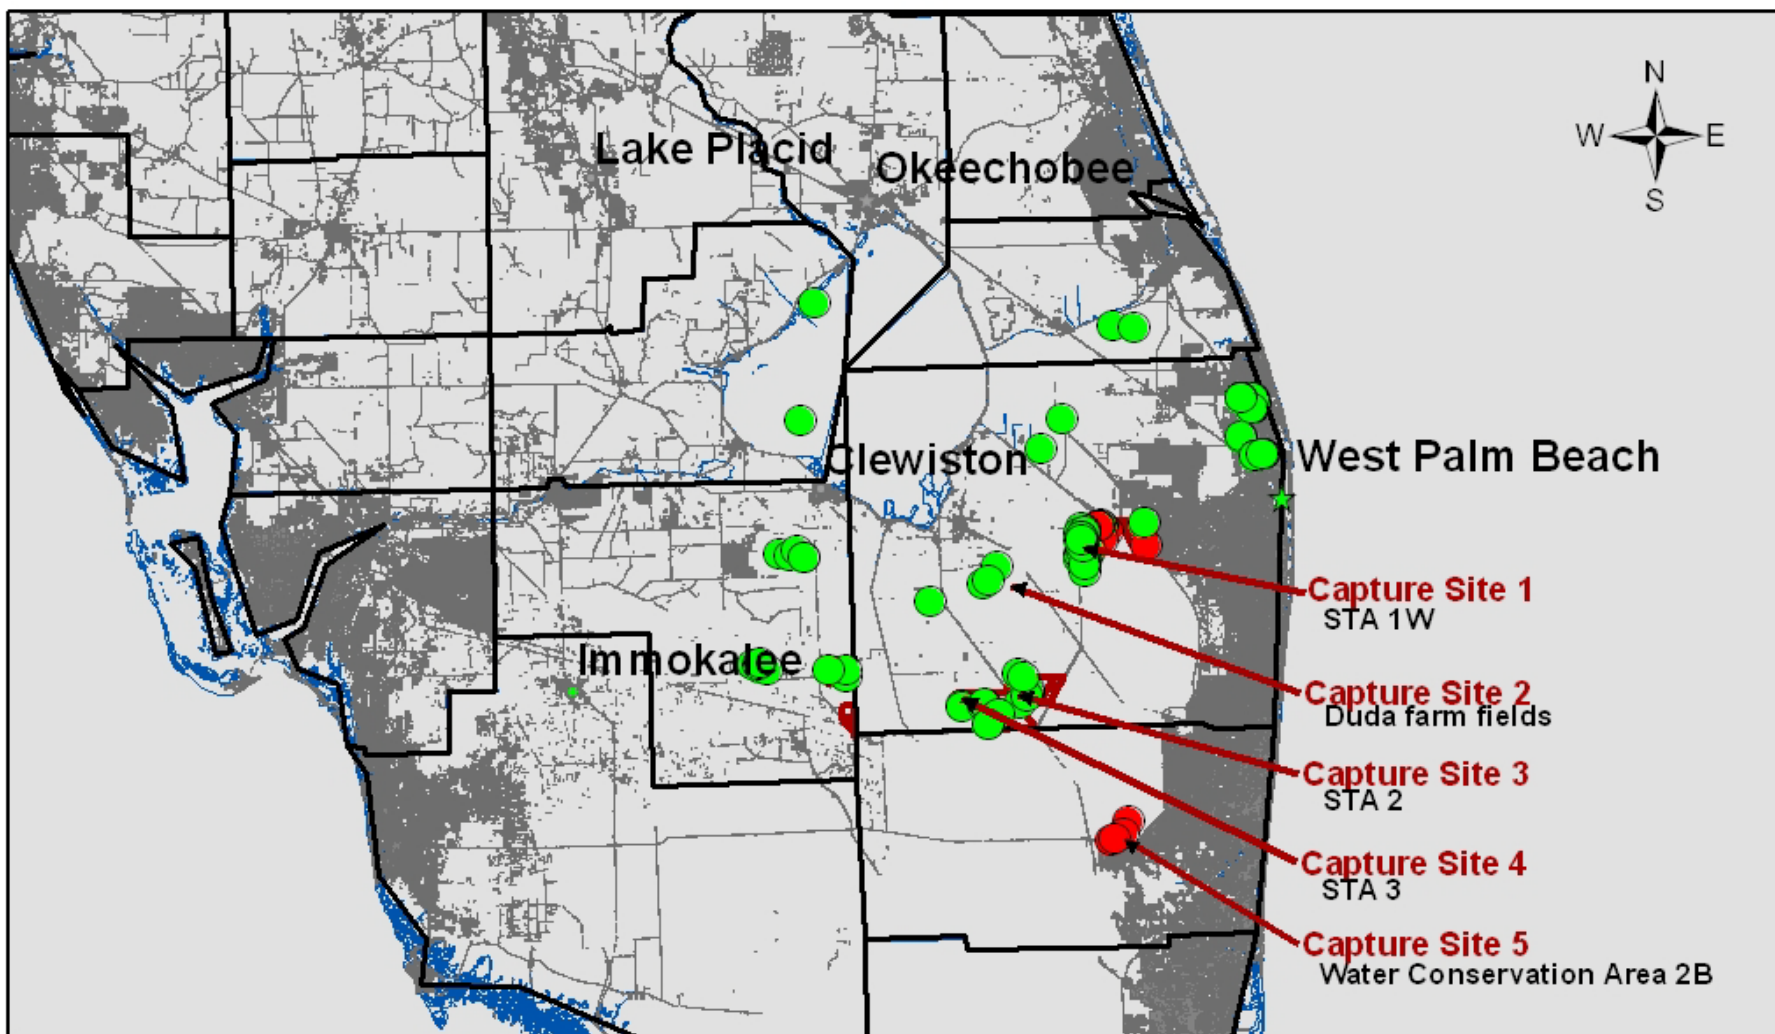 N
W E
S
Lake Placid
Okeechobee
Clewiston
West Palm Beach
Immokalee
Capture Site 1
STA 1W
Capture Site 2
Duda farm fields
Capture Site 3
STA 2
Capture Site 4
STA 3
Capture Site 5
Water Conservation Area 2B